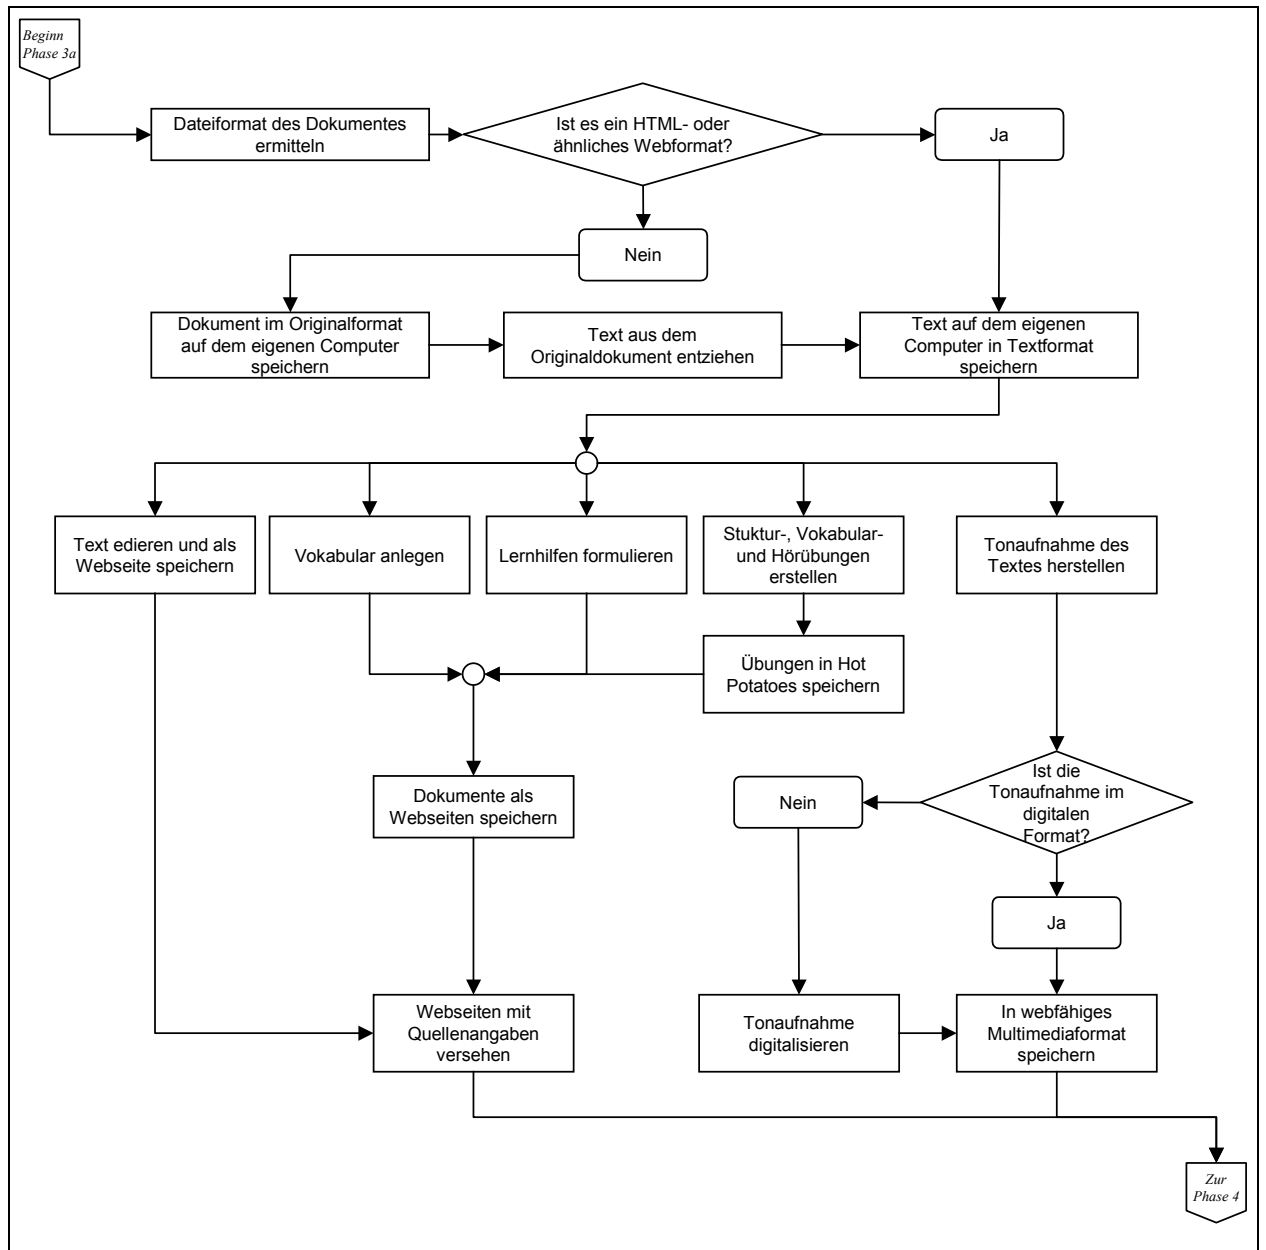 Beginn
Phase 3a
Dateiformat des Dokumentes
ermitteln
Ist es ein HTML- oder
ähnliches Webformat?
Ja
Nein
Dokument im Originalformat
auf dem eigenen Computer
speichern
Text aus dem
Originaldokument entziehen
Text auf dem eigenen
Computer in Textformat
speichern
Text edieren und als
Webseite speichern
Vokabular anlegen
Lernhilfen formulieren
Stuktur-, Vokabular-
und Hörübungen
erstellen
Tonaufnahme des
Textes herstellen
Übungen in Hot
Potatoes speichern
Dokumente als
Webseiten speichern
Nein
Ist die
Tonaufnahme im
digitalen
Format?
Ja
Webseiten mit
Quellenangaben
versehen
Tonaufnahme
digitalisieren
In webfähiges
Multimediaformat
speichern
Zur
Phase 4